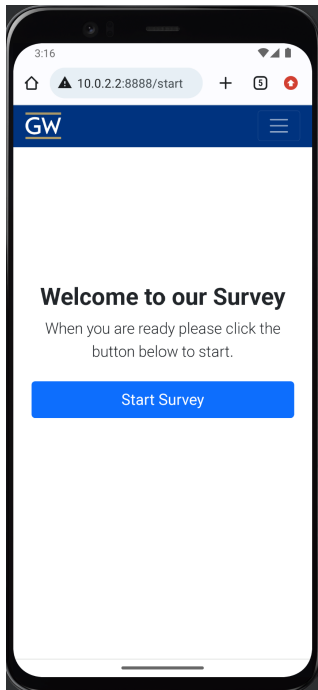 3:16
10.0.2.2:8888/start
5
GW
Welcome to our Survey
When you are ready please click the
button below to start.
Start Survey